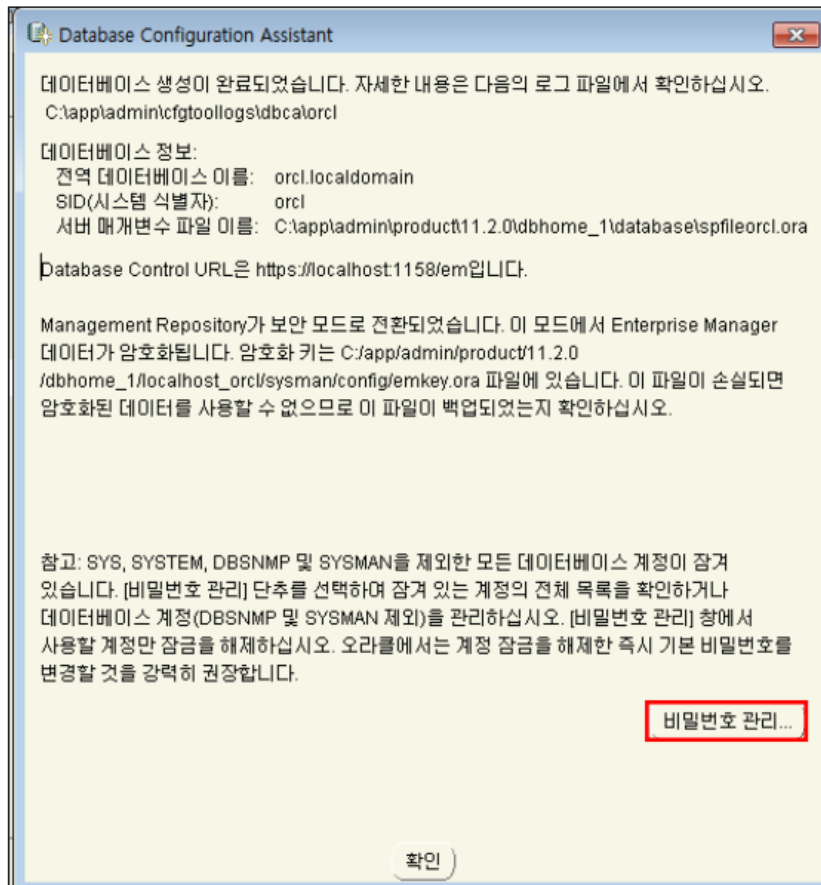 Database Configuration Assistant
데이터베이스 생성이 완료되었습니다. 자세한 내용은 다음의 로그 파일에서 확인하십시오.
C:\app\admin\cfgtoollogs\dbca\orcl
데이터베이스 정보:
전역 데이터베이스 이름: orcl.localdomain
SID(시스템 식별자): orcl
서버 매개변수 파일 이름: C:\app\admin\product\11.2.0\dbhome_1\database\spfileorcl.ora
Database Control URL은 https://localhost:1158/em입니다.
Management Repository가 보안 모드로 전환되었습니다. 이 모드에서 Enterprise Manager
데이터가 암호화됩니다. 암호화 키는 C:/app/admin/product/11.2.0
/dbhome_1/localhost_orcl/sysman/config/emkey.ora 파일에 있습니다. 이 파일이 손실되면
암호화된 데이터를 사용할 수 없으므로 이 파일이 백업되었는지 확인하십시오.
참고: SYS, SYSTEM, DBSNMP 및 SYSMAN을 제외한 모든 데이터베이스 계정이 잠겨
있습니다. [비밀번호 관리] 단추를 선택하여 잠겨 있는 계정의 전체 목록을 확인하거나
데이터베이스 계정(DBSNMP 및 SYSMAN 제외)을 관리하십시오. [비밀번호 관리] 창에서
사용할 계정만 잠금을 해제하십시오. 오라클에서는 계정 잠금을 해제한 즉시 기본 비밀번호를
변경할 것을 강력히 권장합니다.
비밀번호 관리...
확인